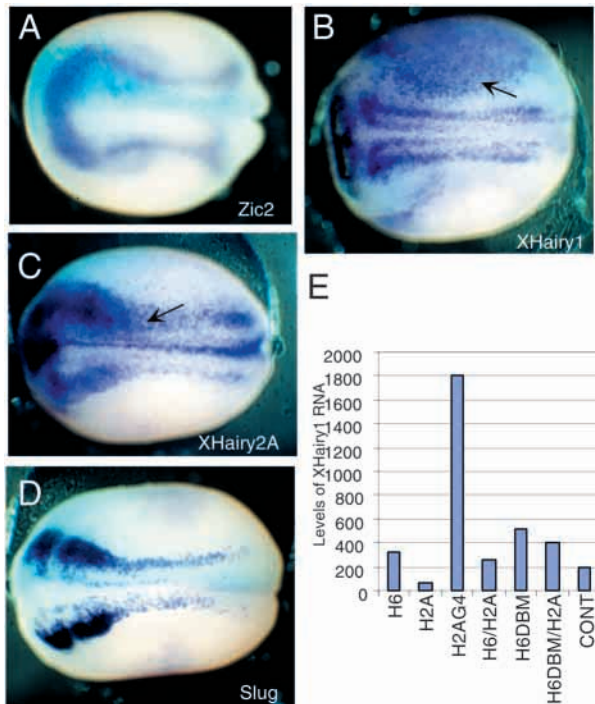 A
Zic2
B
XHairy1
C
XHairy2A
D
Slug
E
Levels of XHairy1 RNA
2000
1800
1600
1400
1200
1000
800
600
400
200
0
H6
H2A
H2AG4
H6/H2A
H6DBM
H6DBM/H2A
CONT